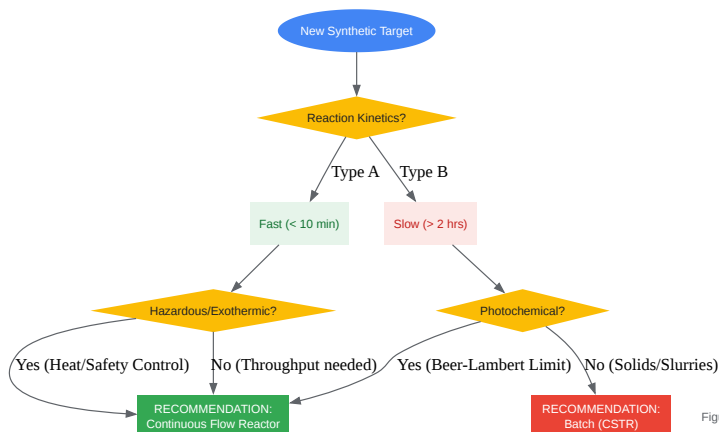 New Synthetic Target
Reaction Kinetics?
Type A
Type B
Fast (< 10 min)
Slow (> 2 hrs)
Hazardous/Exothermic?
Photochemical?
Yes (Heat/Safety Control)
No (Throughput needed)
Yes (Beer-Lambert Limit)
No (Solids/Slurries)
RECOMMENDATION:
Continuous Flow Reactor
RECOMMENDATION:
Batch (CSTR)